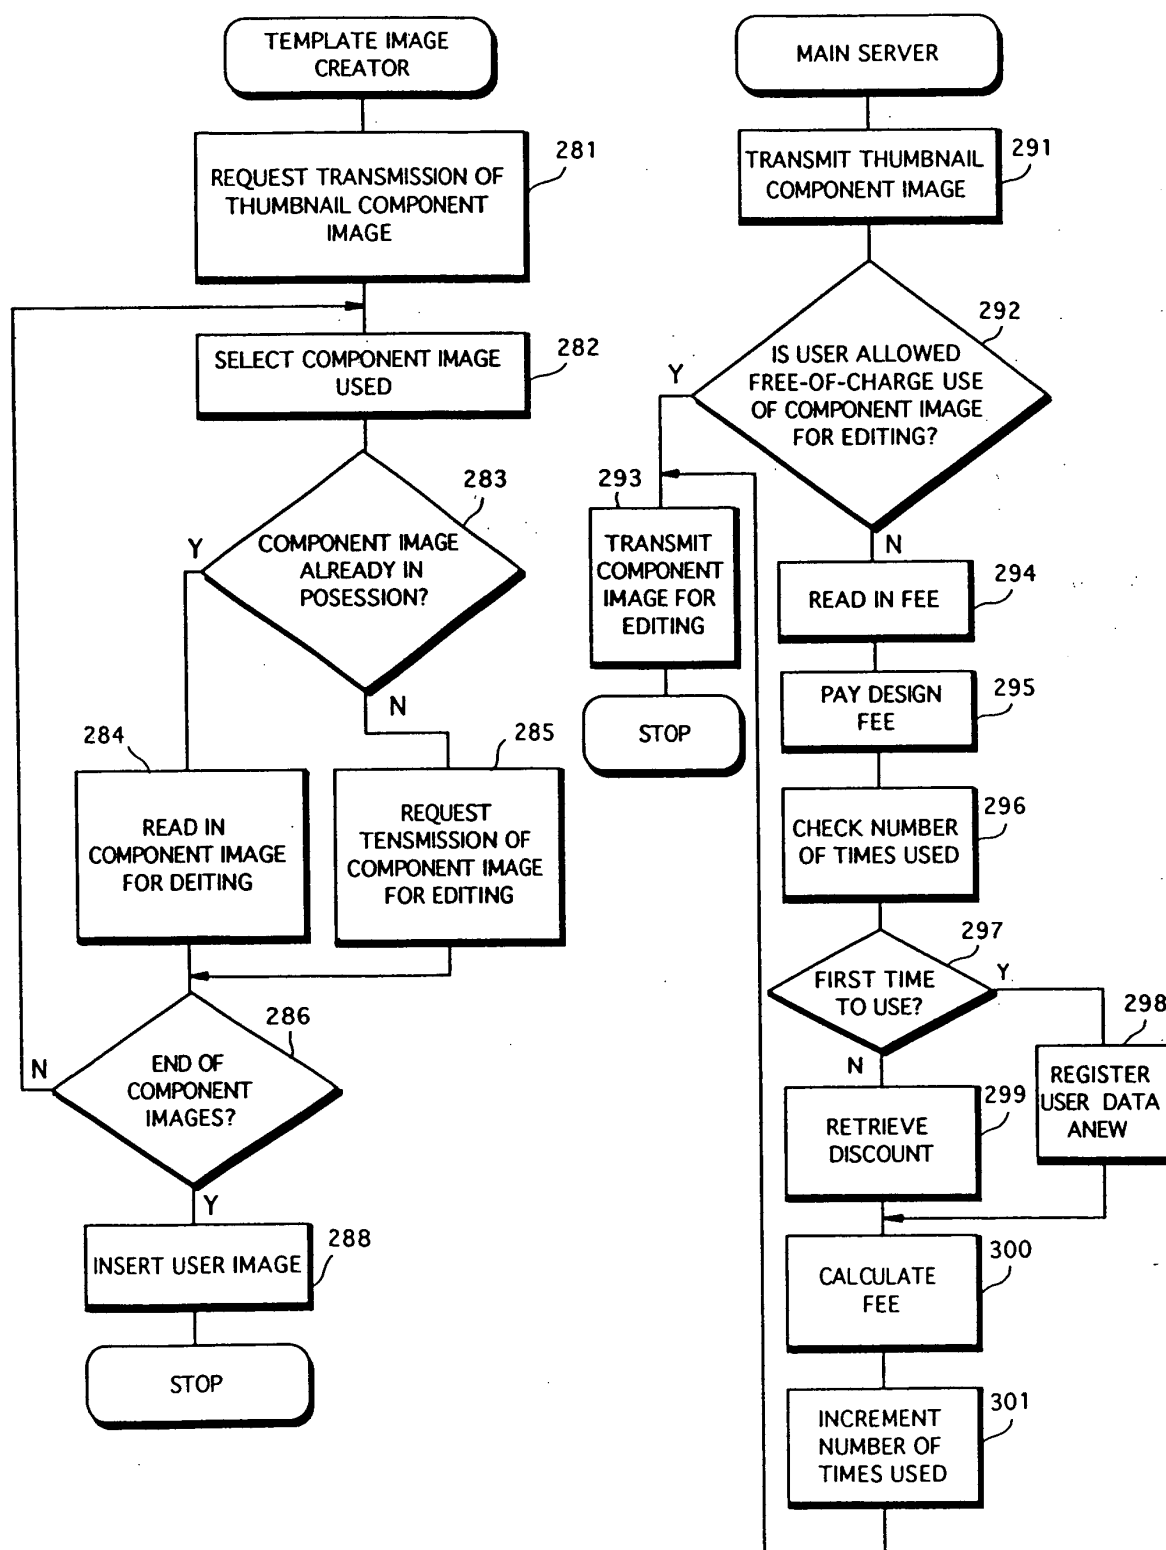 TEMPLATE IMAGE
CREATOR
281
REQUEST TRANSMISSION OF
THUMBNAIL COMPONENT
IMAGE
SELECT COMPONENT IMAGE
USED
282
283
COMPONENT IMAGE
ALREADY IN
POSESSION?
Y
N
284
READ IN
COMPONENT IMAGE
FOR DEITING
285
REQUEST
TENSMISSION OF
COMPONENT IMAGE
FOR EDITING
286
END OF
COMPONENT
IMAGES?
N
Y
INSERT USER IMAGE
288
STOP
MAIN SERVER
TRANSMIT THUMBNAIL
COMPONENT IMAGE
291
292
IS USER ALLOWED
FREE-OF-CHARGE USE
OF COMPONENT IMAGE
FOR EDITING?
Y
N
293
TRANSMIT
COMPONENT
IMAGE FOR
EDITING
STOP
294
READ IN FEE
295
PAY DESIGN
FEE
296
CHECK NUMBER
OF TIMES USED
297
FIRST TIME
TO USE?
Y
N
298
REGISTER
USER DATA
ANEW
299
RETRIEVE
DISCOUNT
300
CALCULATE
FEE
301
INCREMENT
NUMBER OF
TIMES USED